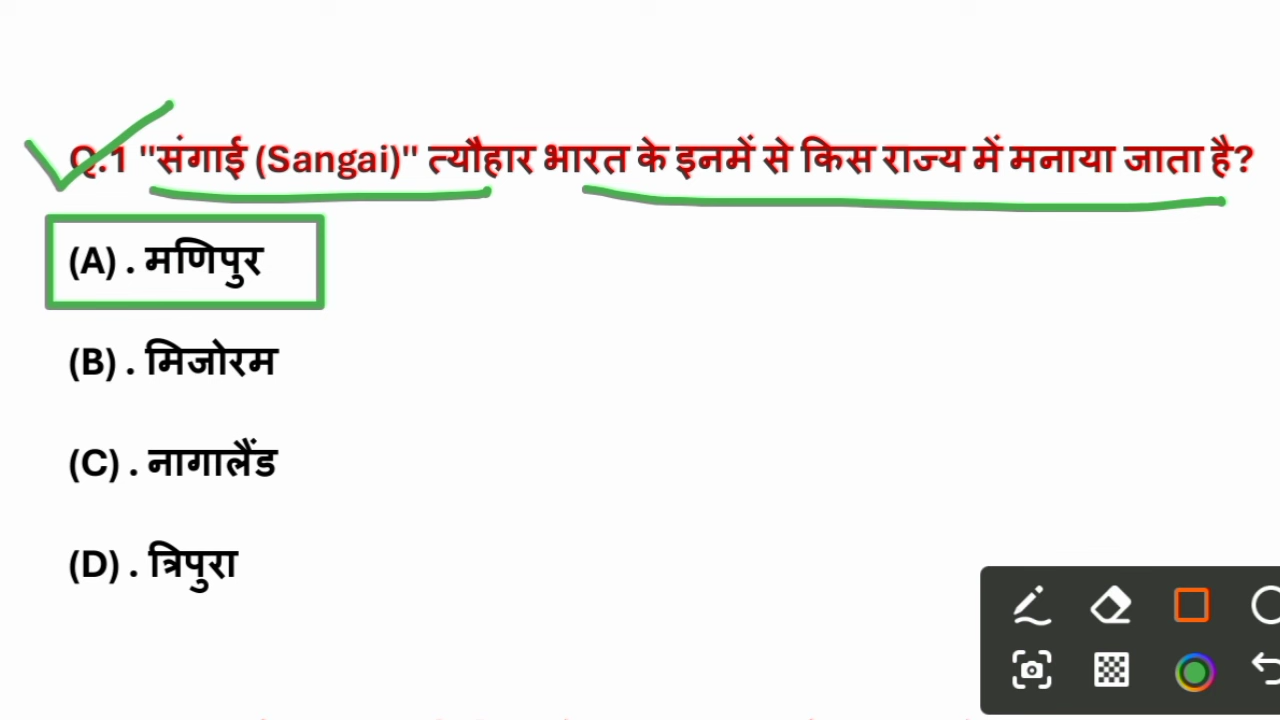 Q.1 "संगाई (Sangai)" त्यौहार भारत के इनमें से किस राज्य में मनाया जाता है?
(A) . मणिपुर
(B) . मिजोरम
(C) . नागालैंड
(D) . त्रिपुरा